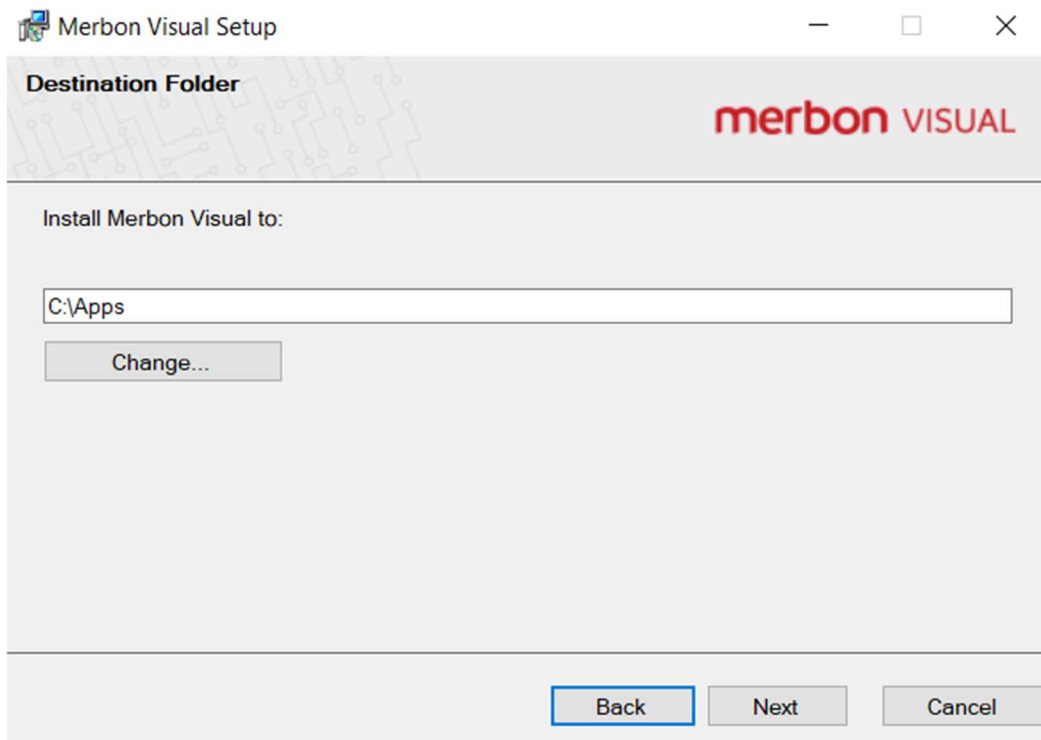 Merbon Visual Setup
Destination Folder
merbon VISUAL
Install Merbon Visual to:
C:\Apps
Change...
Back
Next
Cancel